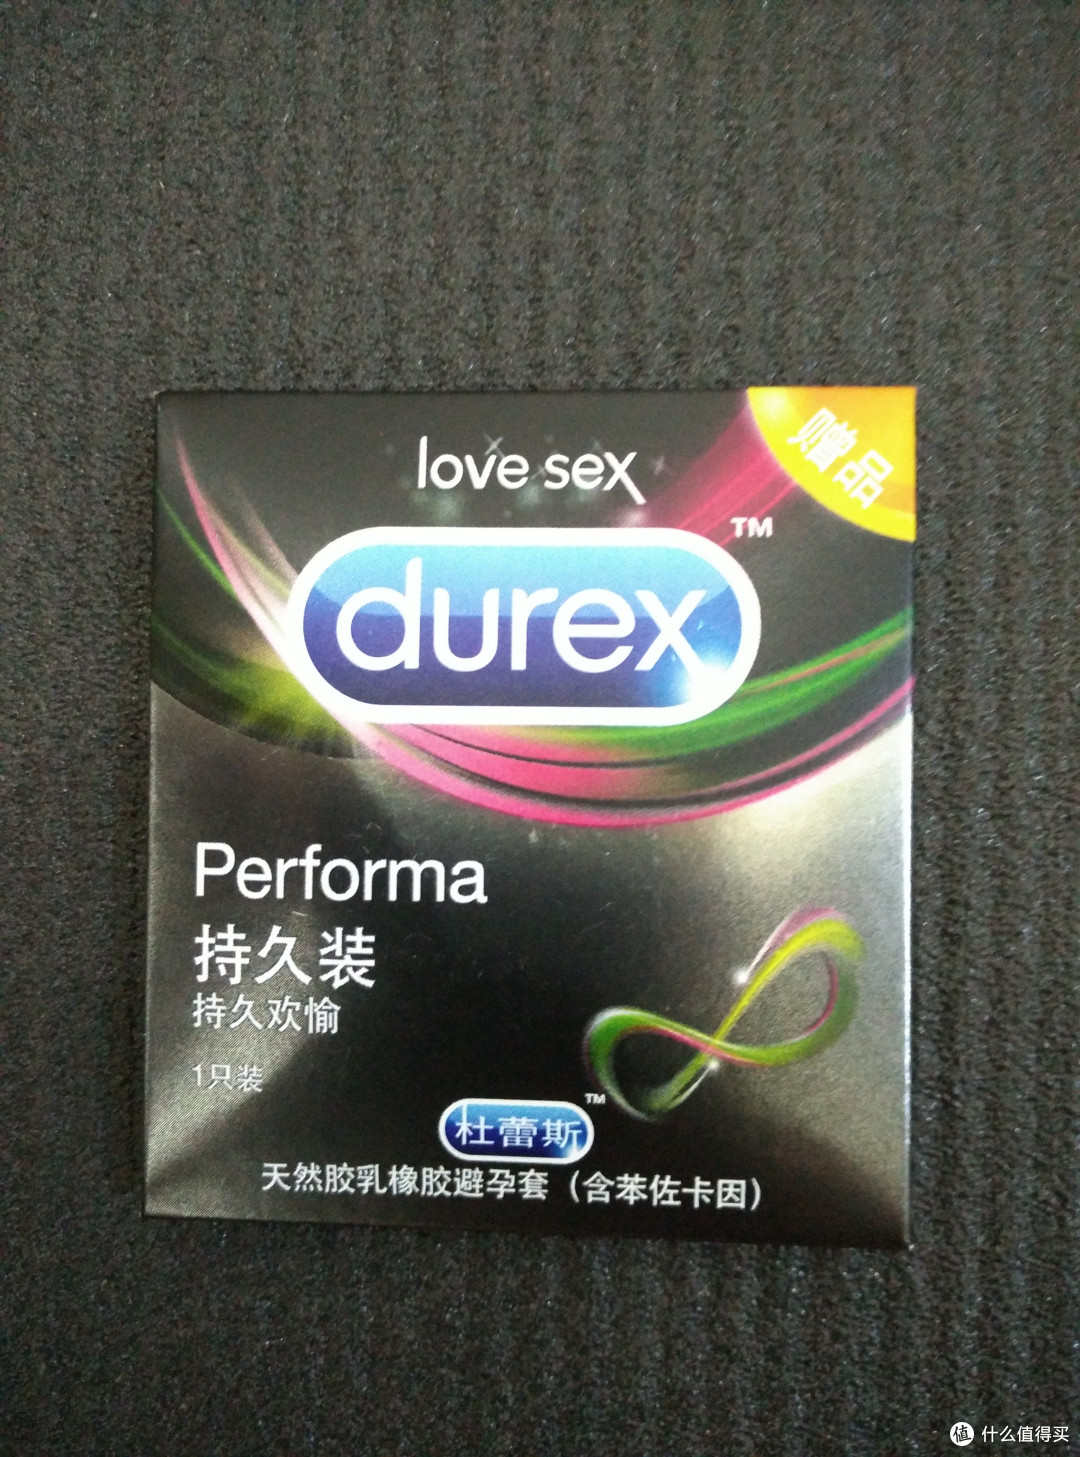 love sex
赠品
durex TM
Performa
持久装
持久欢愉
1只装
杜蕾斯 TM
天然胶乳橡胶避孕套（含苯佐卡因）
值 什么值得买